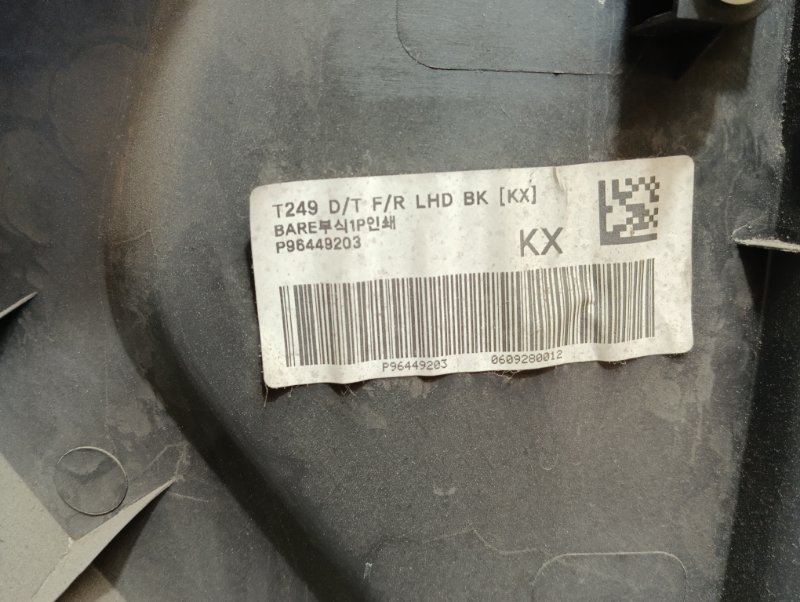 T249 D/T F/R LHD BK [KX]
BARE부식1P인쇄
P96449203
KX
P96449203 0609280012